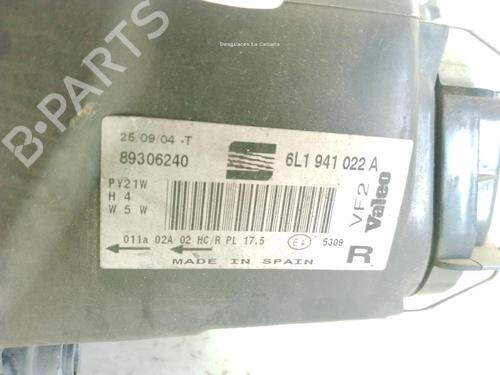 Desguaces La Cabaña
B-PARTS
25/09/04 -T
89306240
6L1 941 022 A
PY21W
H 4
W 5 W
VF2
Valeo
011a 02A 02 HC/R PL 17.5
E4
5309
R
MADE IN SPAIN